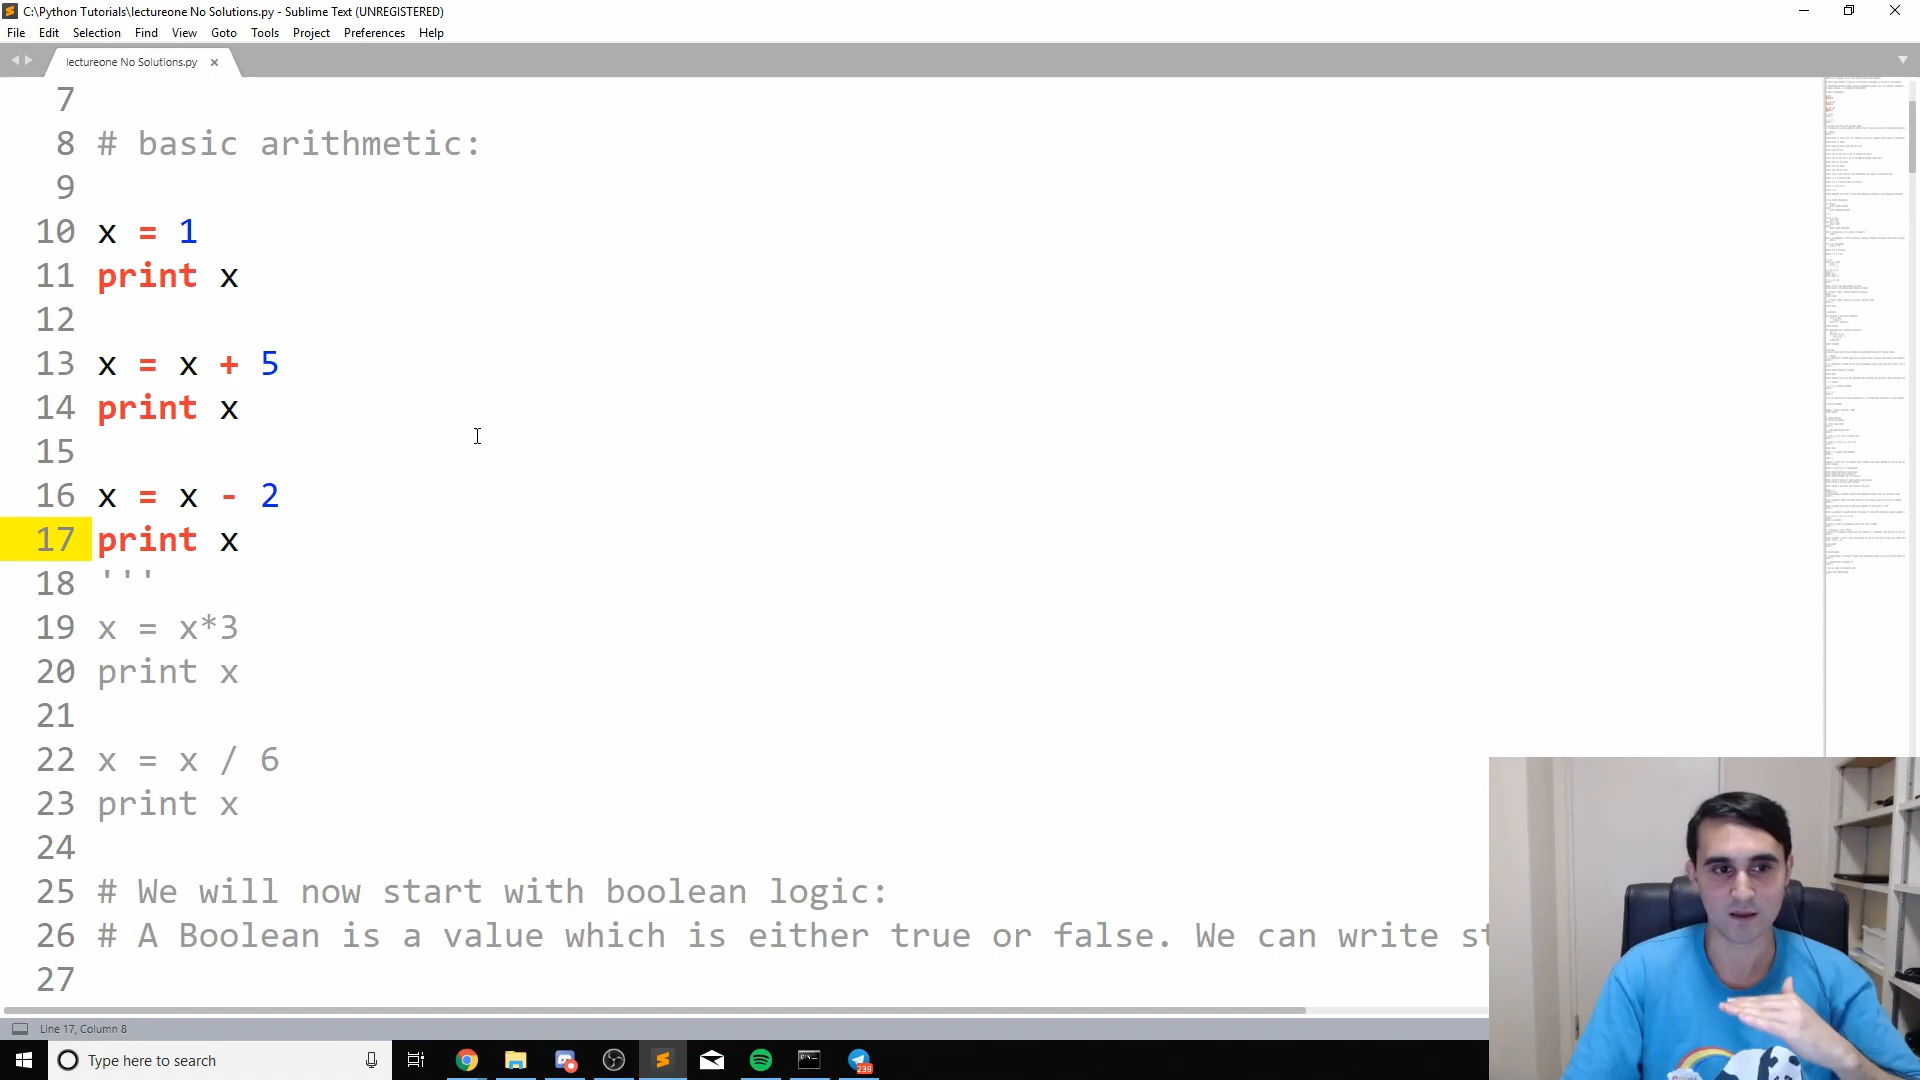 C:\Python Tutorials\lectureone No Solutions.py - Sublime Text (UNREGISTERED)
File Edit Selection Find View Goto Tools Project Preferences Help
lectureone No Solutions.py
7
8 # basic arithmetic:
9
10 x = 1
11 print x
12
13 x = x + 5
14 print x
15
16 x = x - 2
17 print x
18 '''
19 x = x*3
20 print x
21
22 x = x / 6
23 print x
24
25 # We will now start with boolean logic:
26 # A Boolean is a value which is either true or false. We can write
27
Line 17, Column 8
Type here to search
239